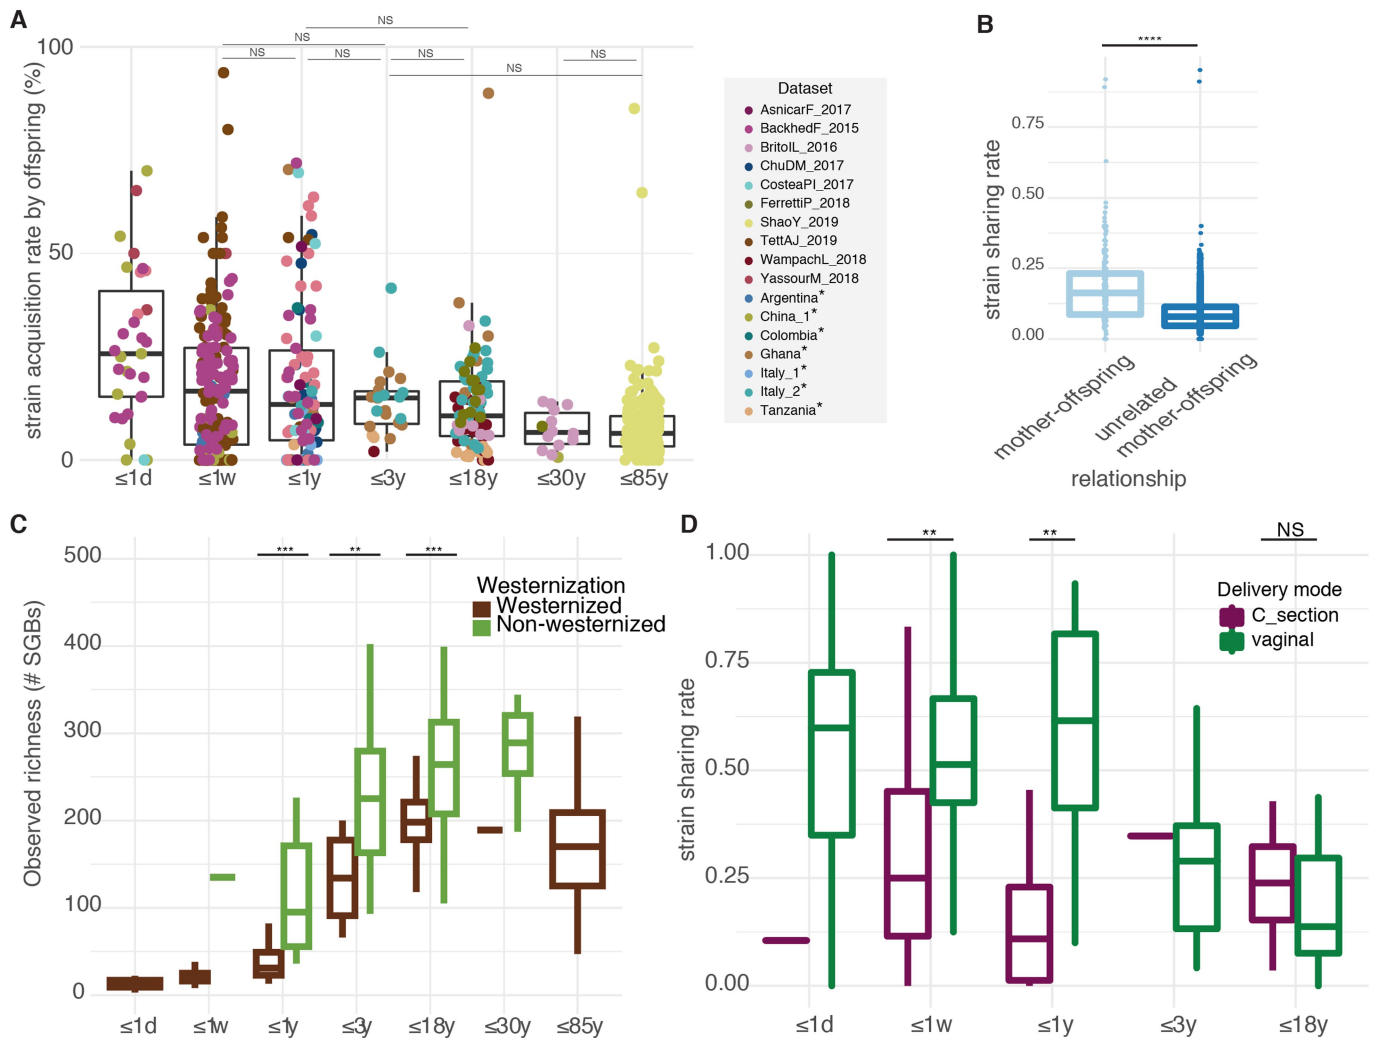 A
strain acquisition rate by offspring (%)
100
50
0
NS
NS
NS
NS
NS
NS
NS
≤1d
≤1w
≤1y
≤3y
≤18y
≤30y
≤85y
Dataset
AsnicarF_2017
BackhedF_2015
BritoIL_2016
ChuDM_2017
CosteaPI_2017
FerrettiP_2018
ShaoY_2019
TettAJ_2019
WampachL_2018
YassourM_2018
Argentina*
China_1*
Colombia*
Ghana*
Italy_1*
Italy_2*
Tanzania*
B
****
strain sharing rate
0.75
0.50
0.25
0.00
mother-offspring
unrelated
mother-offspring
relationship
C
Observed richness (# SGBs)
500
400
300
200
100
0
***
**
***
Westernization
Westernized
Non-westernized
≤1d
≤1w
≤1y
≤3y
≤18y
≤30y
≤85y
D
strain sharing rate
1.00
0.75
0.50
0.25
0.00
**
**
NS
Delivery mode
C_section
vaginal
≤1d
≤1w
≤1y
≤3y
≤18y